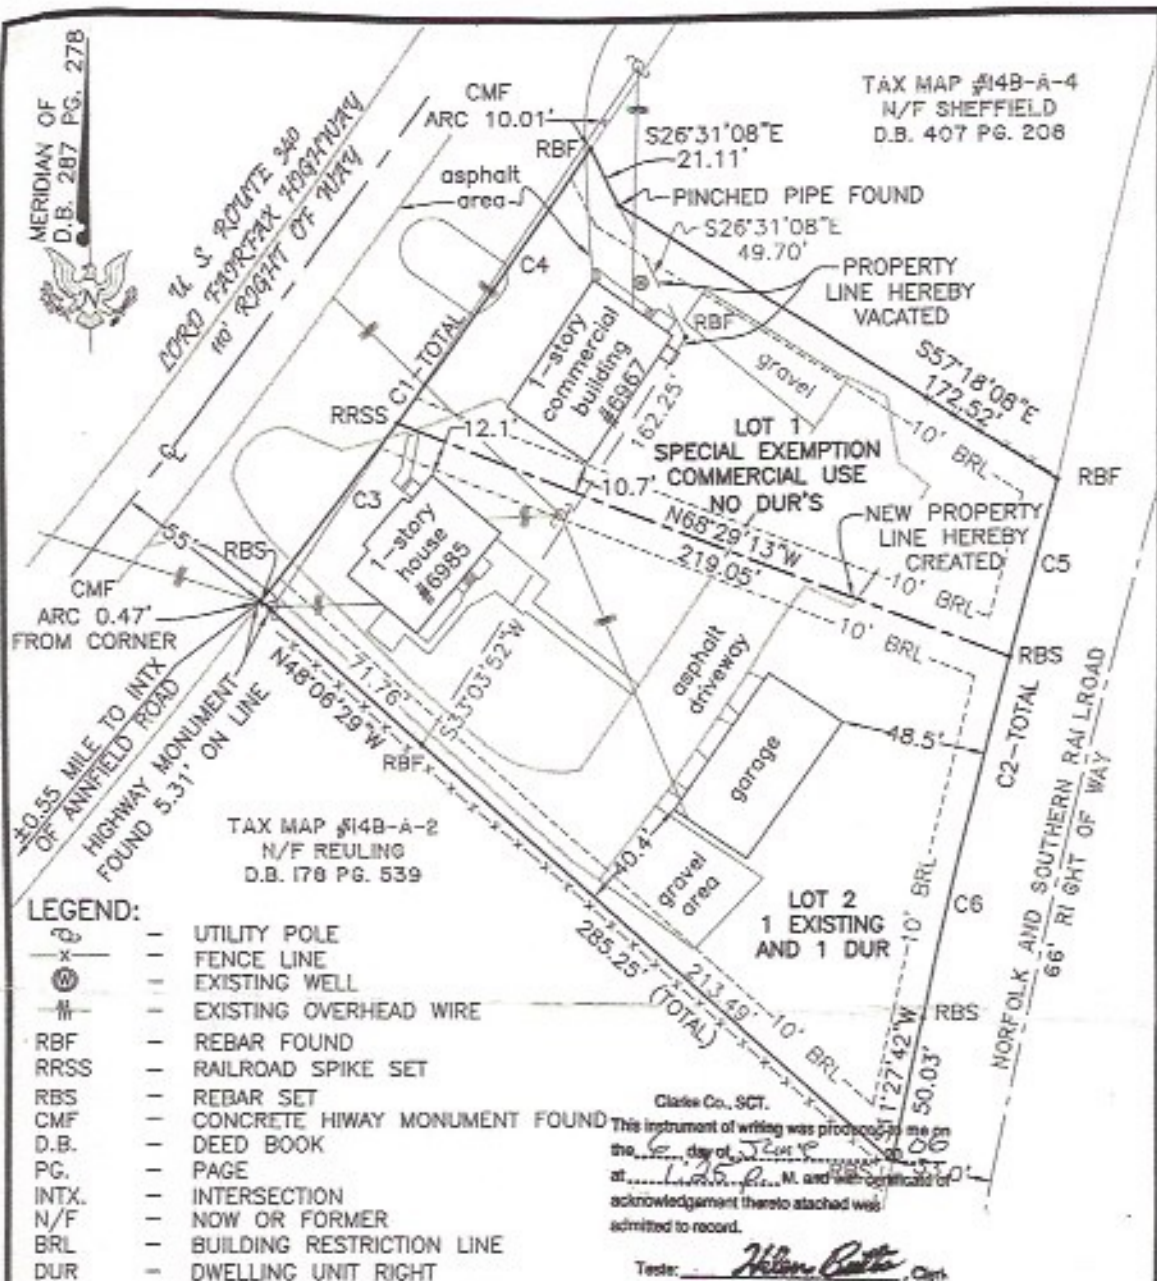 MERIDIAN OF
D.B. 287 PG. 278
N
U. S. ROUTE 340
LORD FAIRFAX HIGHWAY
110' RIGHT OF WAY
CMF
ARC 10.01'
RBF
asphalt
area
S26°31'08"E
21.11'
PINCHED PIPE FOUND
S26°31'08"E
49.70'
TAX MAP #14B-A-4
N/F SHEFFIELD
D.B. 407 PG. 208
PROPERTY
LINE HEREBY
VACATED
C4
C1-TOTAL
RBF
1-story
commercial
building
#6967
162.25'
gravel
S57°18'08"E
172.52'
10' BRL
RBF
RRSS
12.1'
10.7'
LOT 1
SPECIAL EXEMPTION
COMMERCIAL USE
NO DUR'S
N68°29'13"W
219.05'
NEW PROPERTY
LINE HEREBY
CREATED
10' BRL
10' BRL
C5
C3
1-story
house
#6985
55'
RBS
CMF
ARC 0.47'
FROM CORNER
RBS
±0.55 MILE TO INTX
OF ANNFIELD ROAD
HIGHWAY MONUMENT
FOUND 5.31' ON LINE
N48°06'29"W
71.76'
S33°03'52"W
RBF
asphalt
driveway
garage
48.5'
C2-TOTAL
NORFOLK AND SOUTHERN RAILROAD
66' RIGHT OF WAY
TAX MAP #14B-A-2
N/F REULING
D.B. 178 PG. 539
40.4'
gravel
area
LOT 2
1 EXISTING
AND 1 DUR
10' BRL
C6
285.25'
(TOTAL)
213.49'
10' BRL
RBS
11°27'42"W
50.03'
RBS
33.0'
LEGEND:
– UTILITY POLE
x – FENCE LINE
W – EXISTING WELL
– EXISTING OVERHEAD WIRE
RBF – REBAR FOUND
RRSS – RAILROAD SPIKE SET
RBS – REBAR SET
CMF – CONCRETE HIWAY MONUMENT FOUND
D.B. – DEED BOOK
PG. – PAGE
INTX. – INTERSECTION
N/F – NOW OR FORMER
BRL – BUILDING RESTRICTION LINE
DUR – DWELLING UNIT RIGHT
Clarke Co., SCT.
This instrument of writing was produced to me on
the 6 day of June 06
at 1:25 P. M. and with certificate of
acknowledgement thereto atached was
admitted to record.
Teste: Helen Butts, Clerk